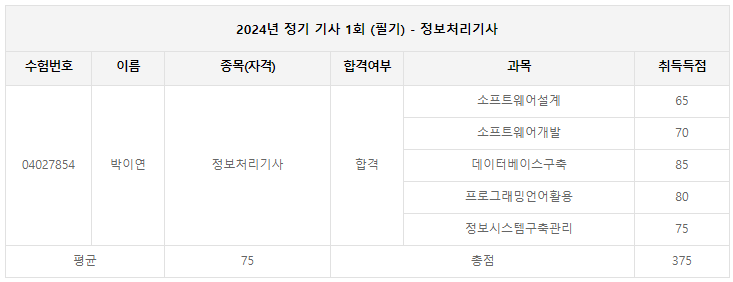 2024년 정기 기사 1회 (필기) - 정보처리기사
수험번호 이름 종목(자격) 합격여부 과목 취득득점
소프트웨어설계 65
소프트웨어개발 70
04027854 박이연 정보처리기사 합격 데이터베이스구축 85
프로그래밍언어활용 80
정보시스템구축관리 75
평균 75 총점 375